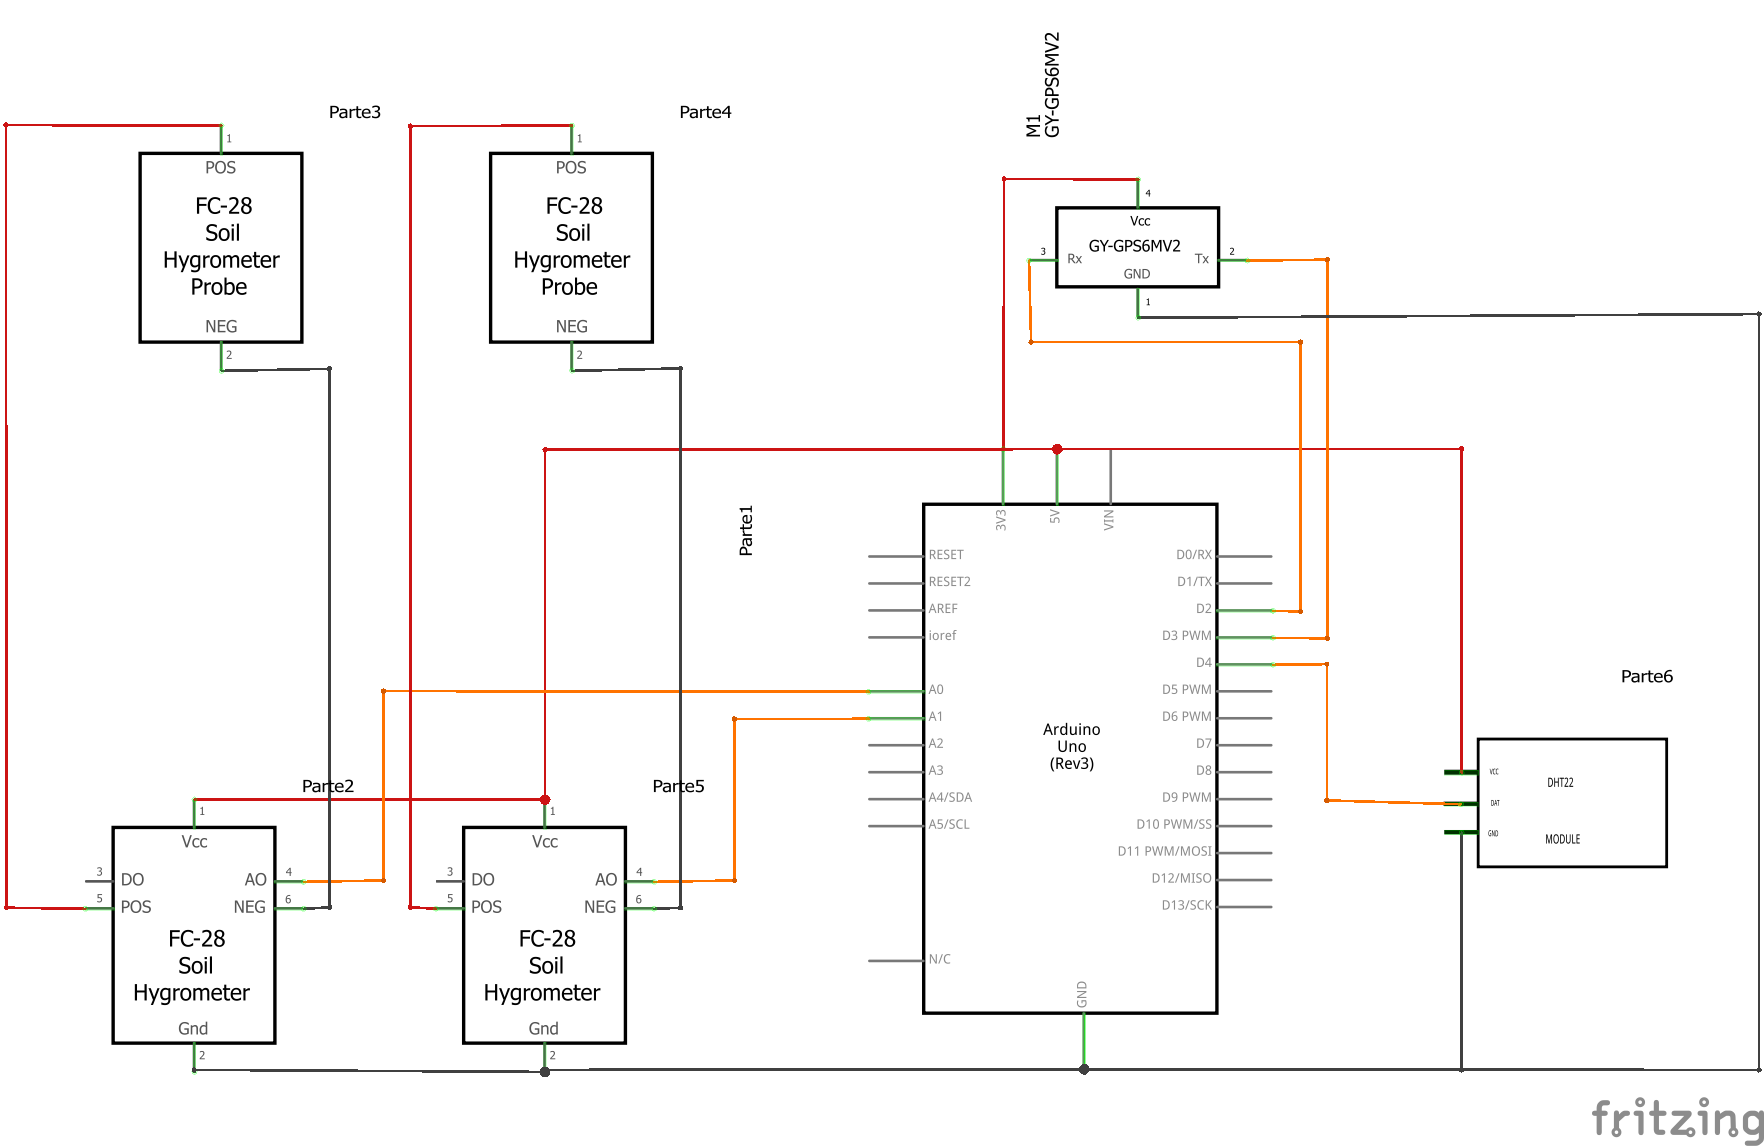 M1
GY-GPS6MV2
Parte3
Parte4
1
POS
FC-28
Soil
Hygrometer
Probe
NEG
2
1
POS
FC-28
Soil
Hygrometer
Probe
NEG
2
4
Vcc
GY-GPS6MV2
3
Rx
Tx
2
GND
1
Parte1
3V3
5V
VIN
RESET
RESET2
AREF
ioref
A0
A1
A2
A3
A4/SDA
A5/SCL
N/C
D0/RX
D1/TX
D2
D3 PWM
D4
D5 PWM
D6 PWM
D7
D8
D9 PWM
D10 PWM/SS
D11 PWM/MOSI
D12/MISO
D13/SCK
Arduino
Uno
(Rev3)
GND
Parte6
VCC
DAT
GND
DHT22
MODULE
Parte2
1
Vcc
3
DO
AO
4
5
POS
NEG
6
FC-28
Soil
Hygrometer
Gnd
2
Parte5
1
Vcc
3
DO
AO
4
5
POS
NEG
6
FC-28
Soil
Hygrometer
Gnd
2
fritzing